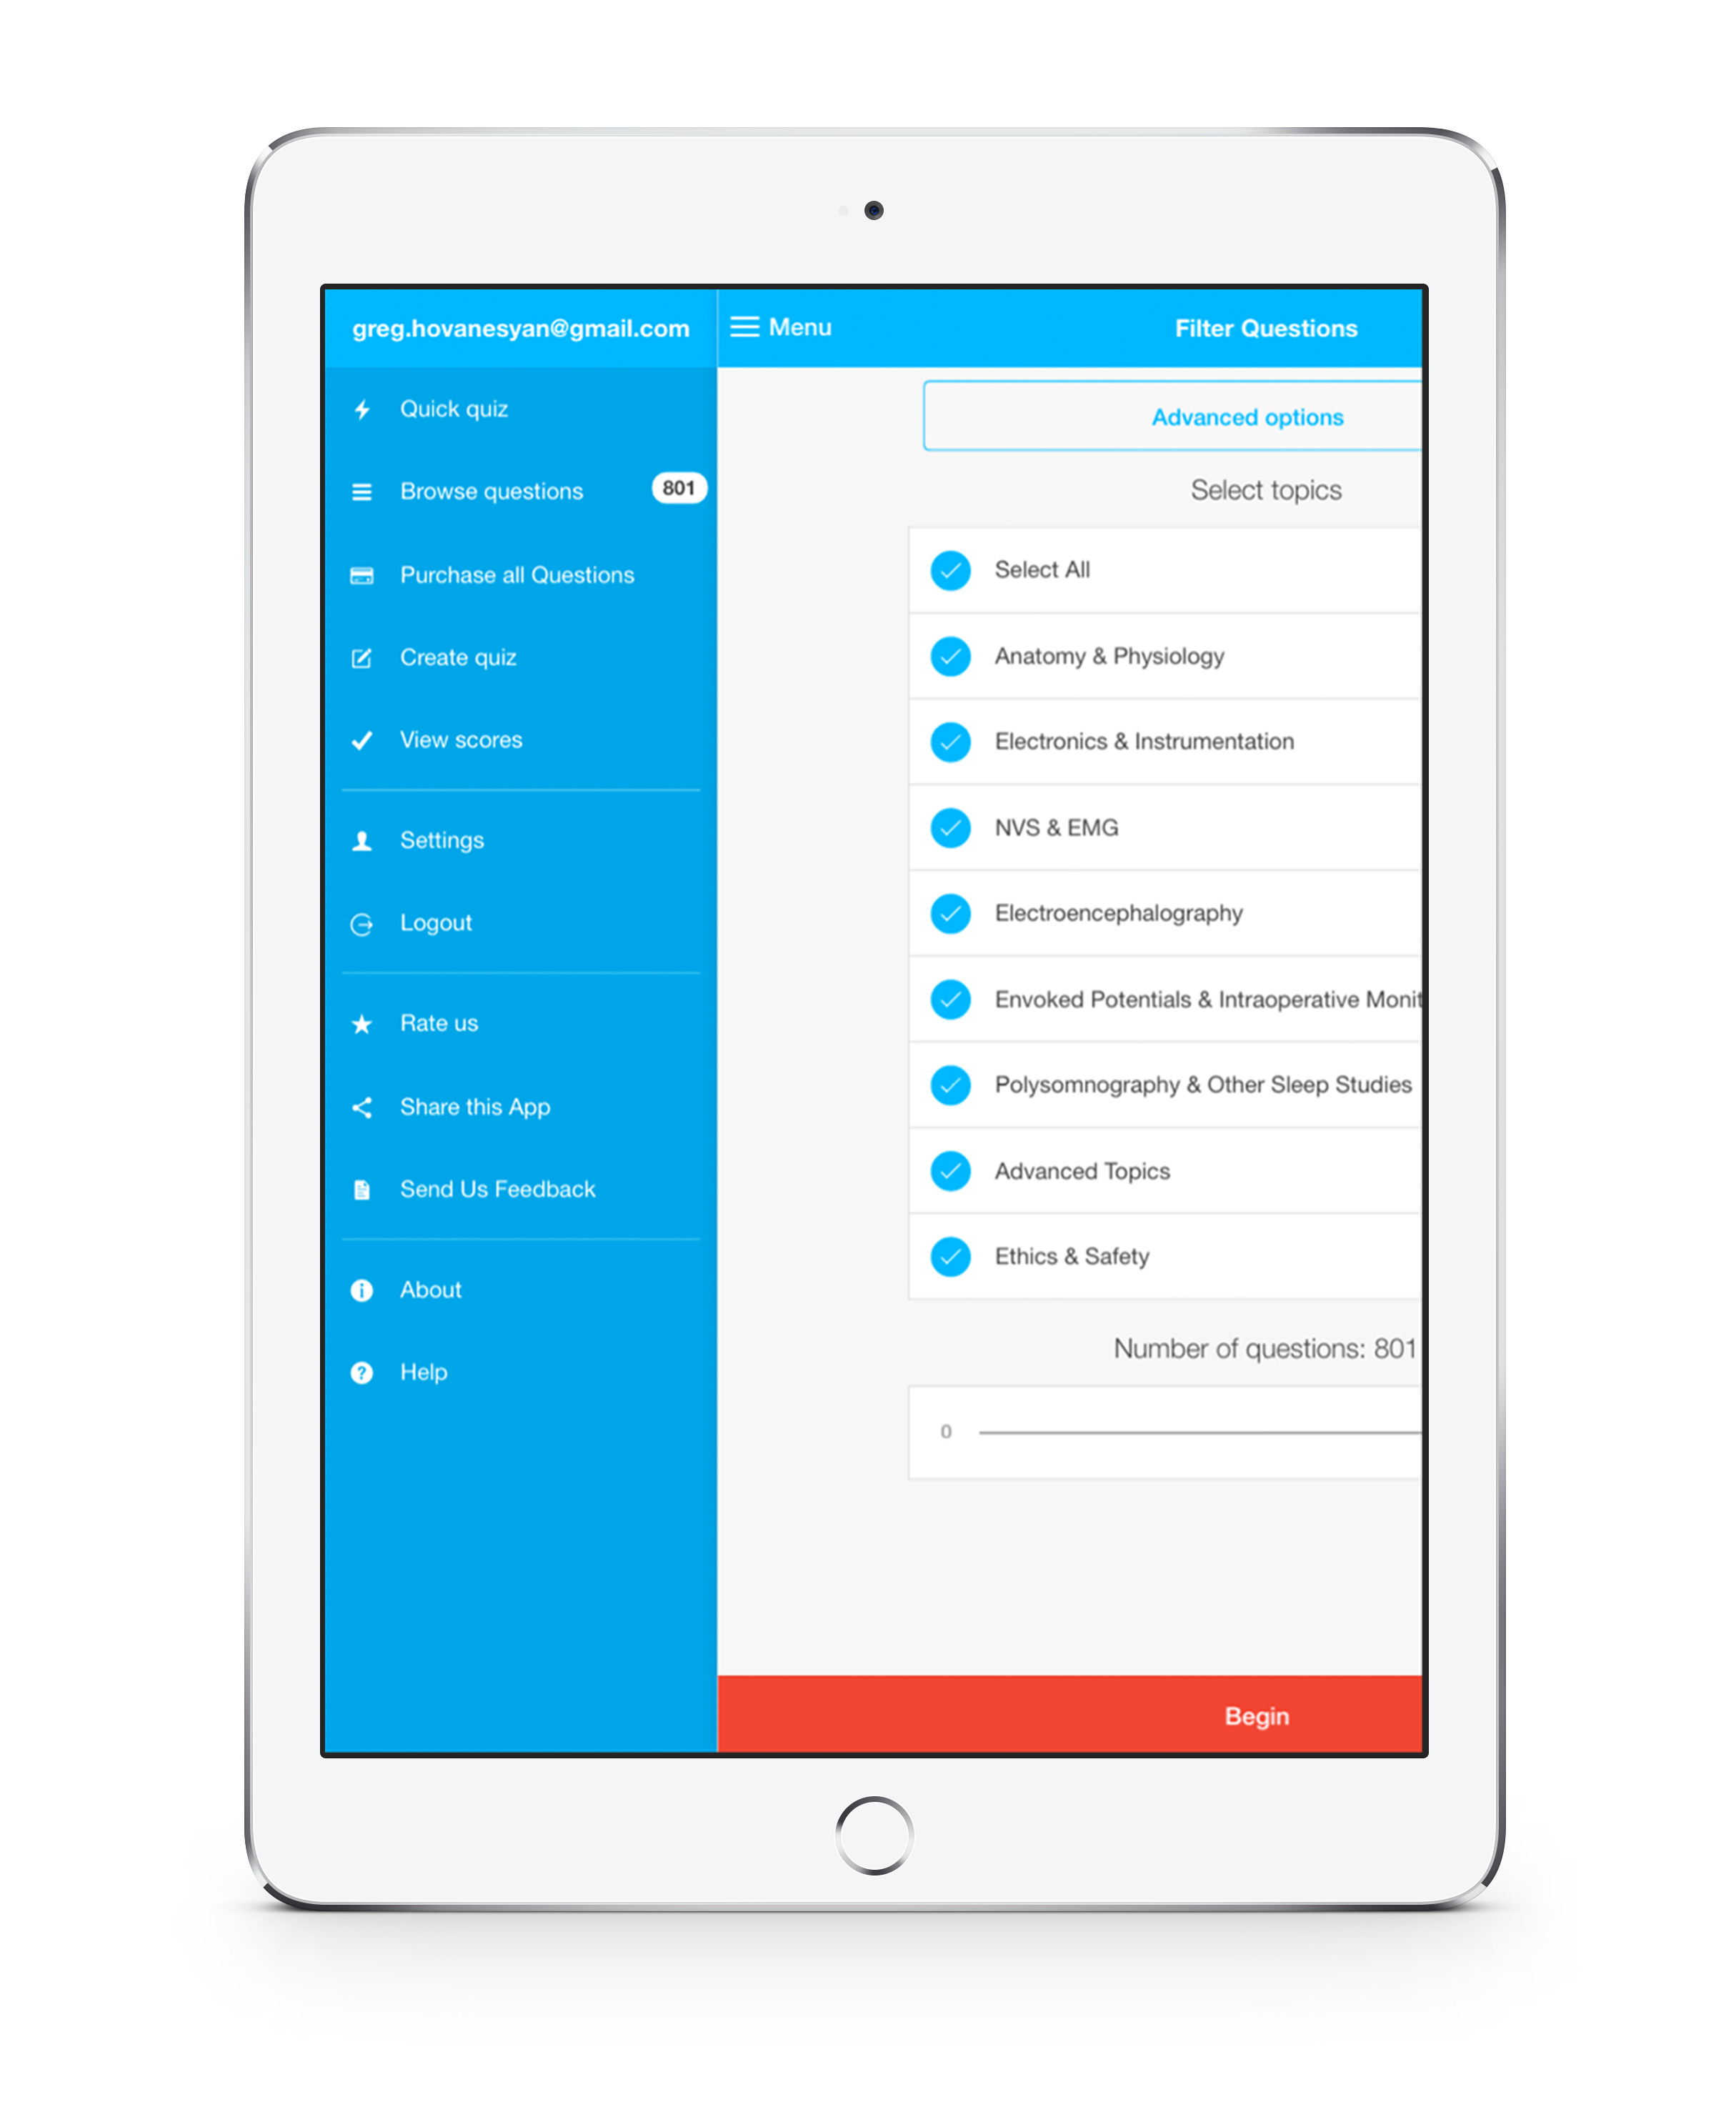 greg.hovanesyan@gmail.com
Quick quiz
Browse questions 801
Purchase all Questions
Create quiz
View scores
Settings
Logout
Rate us
Share this App
Send Us Feedback
About
Help
Menu
Filter Questions
Advanced options
Select topics
Select All
Anatomy & Physiology
Electronics & Instrumentation
NVS & EMG
Electroencephalography
Envoked Potentials & Intraoperative Monit
Polysomnography & Other Sleep Studies
Advanced Topics
Ethics & Safety
Number of questions: 801
0
Begin